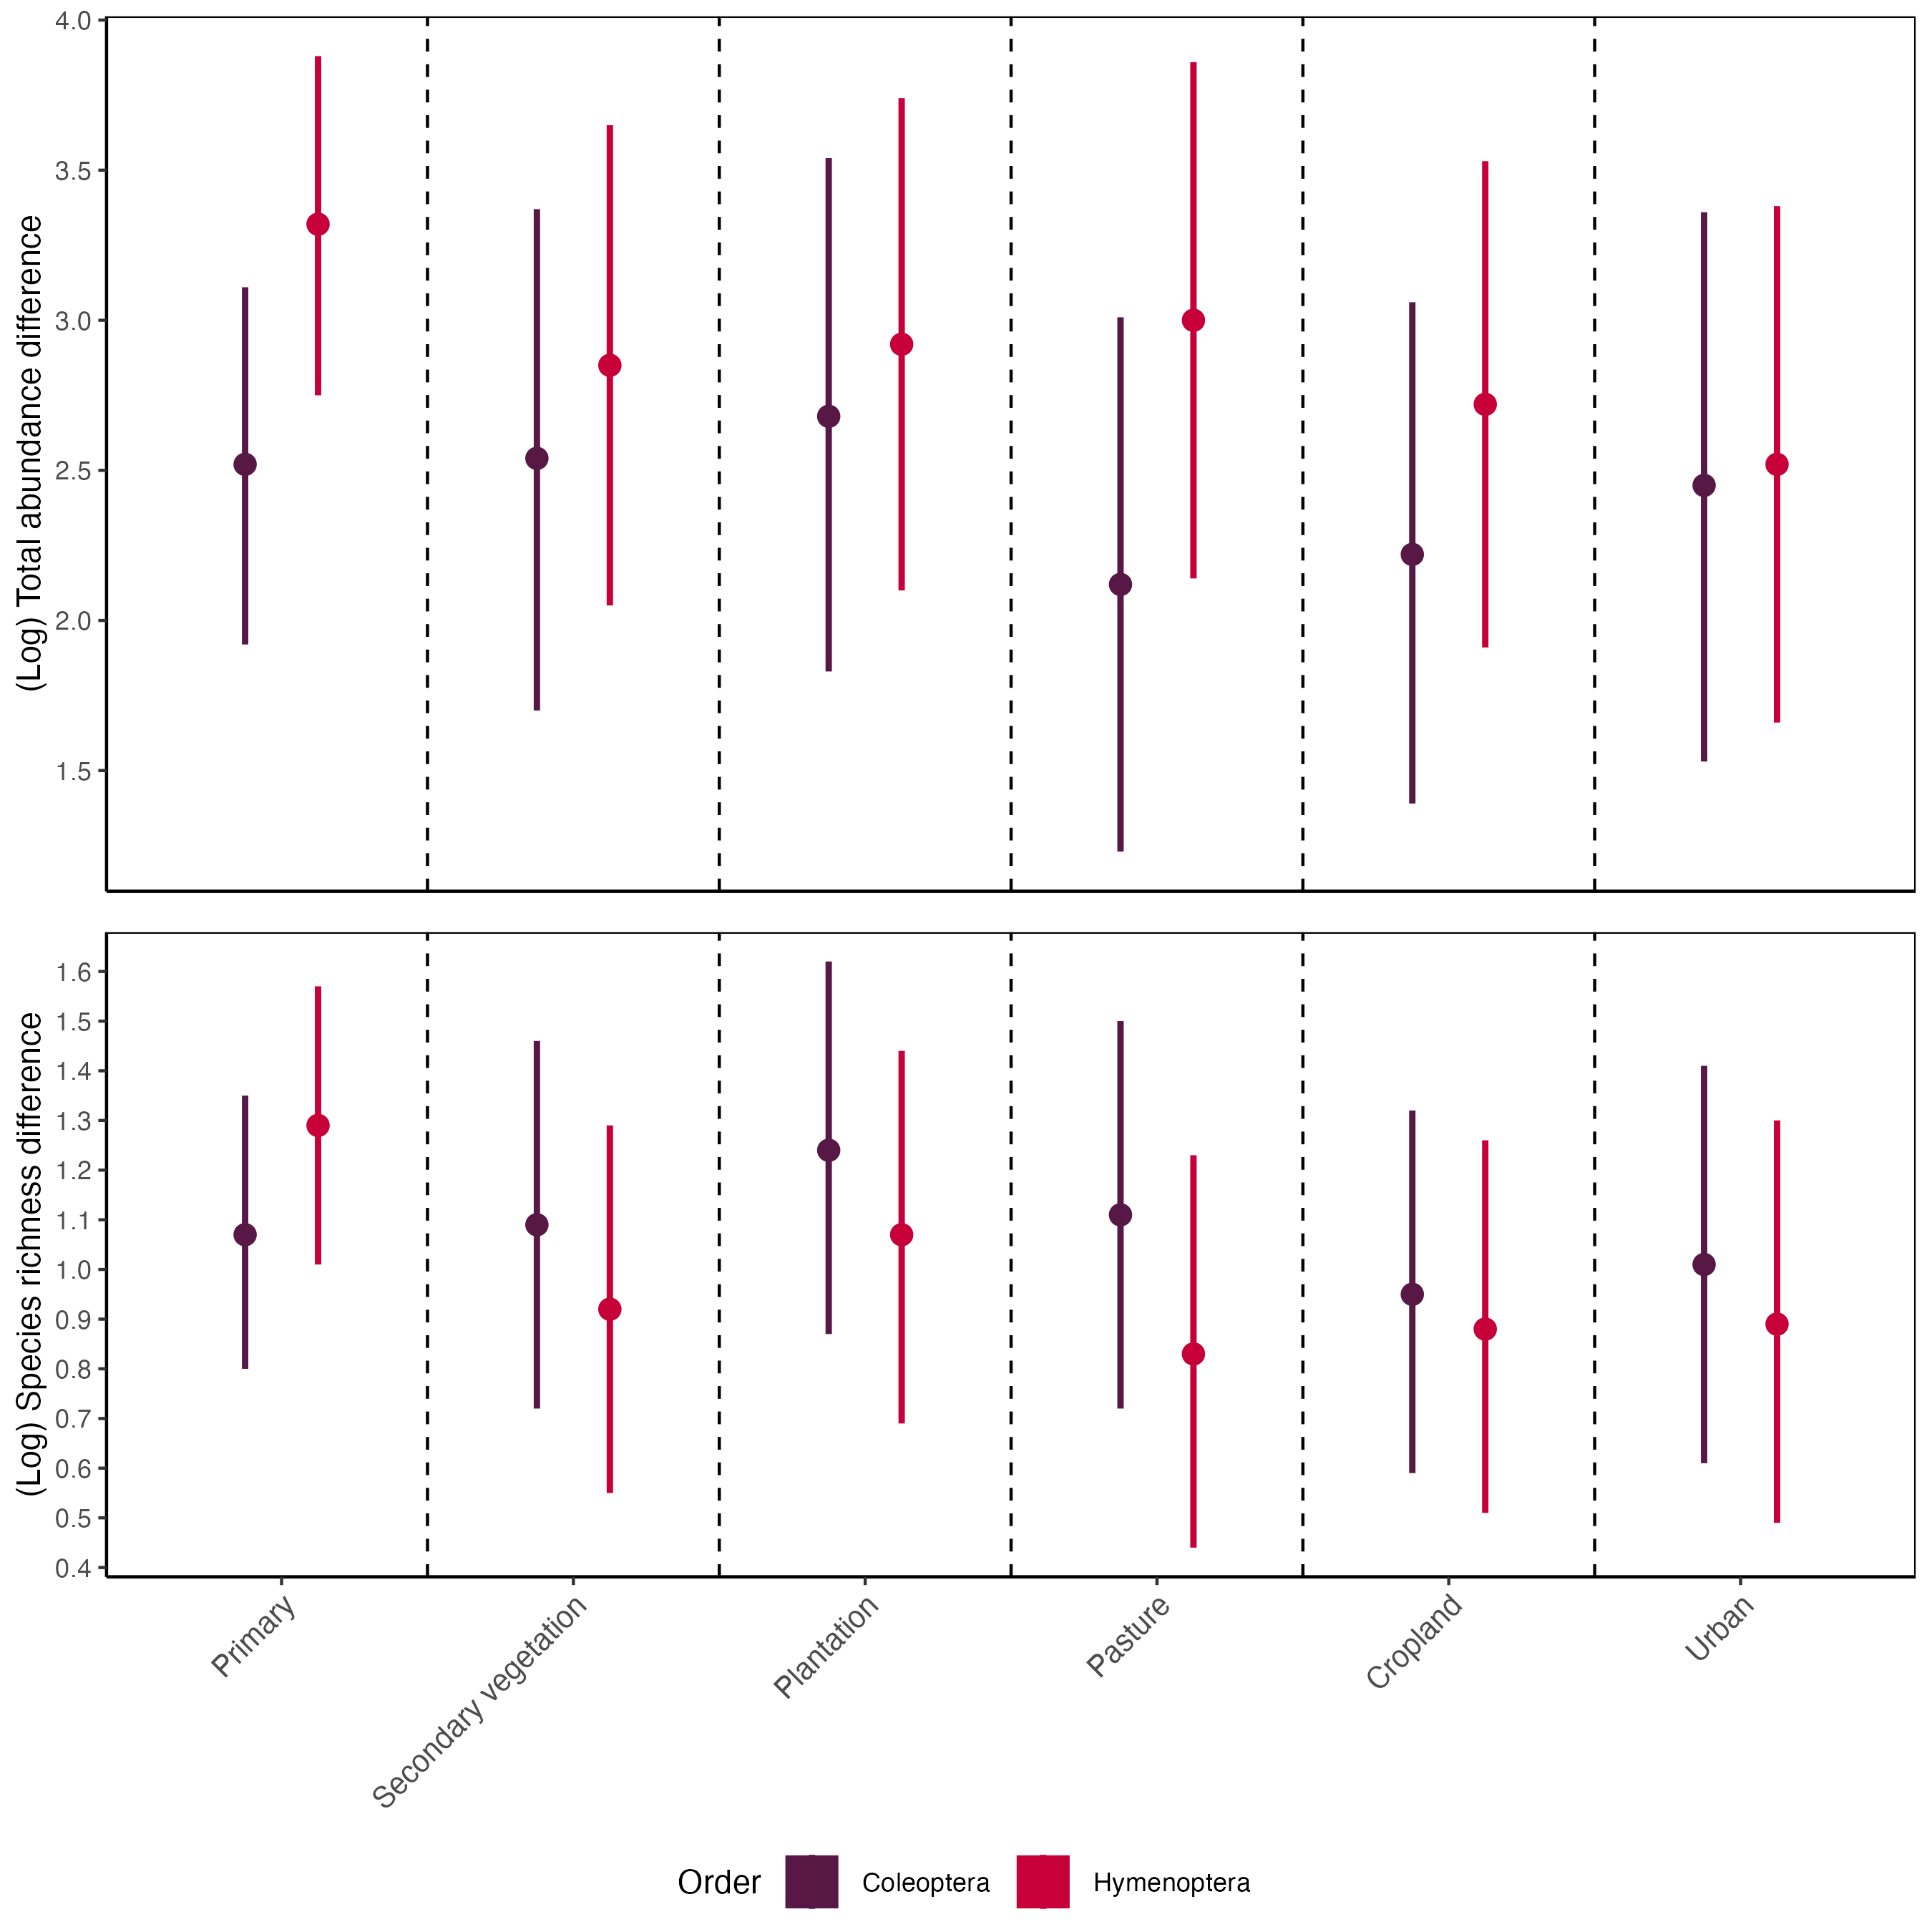 (Log) Total abundance difference
4.0
3.5
3.0
2.5
2.0
1.5
(Log) Species richness difference
1.6
1.5
1.4
1.3
1.2
1.1
1.0
0.9
0.8
0.7
0.6
0.5
0.4
Primary
Secondary vegetation
Plantation
Pasture
Cropland
Urban
Order
Coleoptera
Hymenoptera